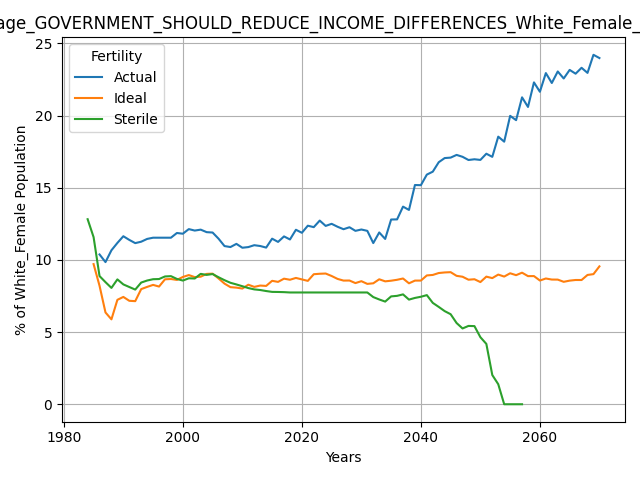 age_GOVERNMENT_SHOULD_REDUCE_INCOME_DIFFERENCES_White_Female_
Fertility
Actual
Ideal
Sterile
% of White_Female Population
25
20
15
10
5
0
1980
2000
2020
2040
2060
Years